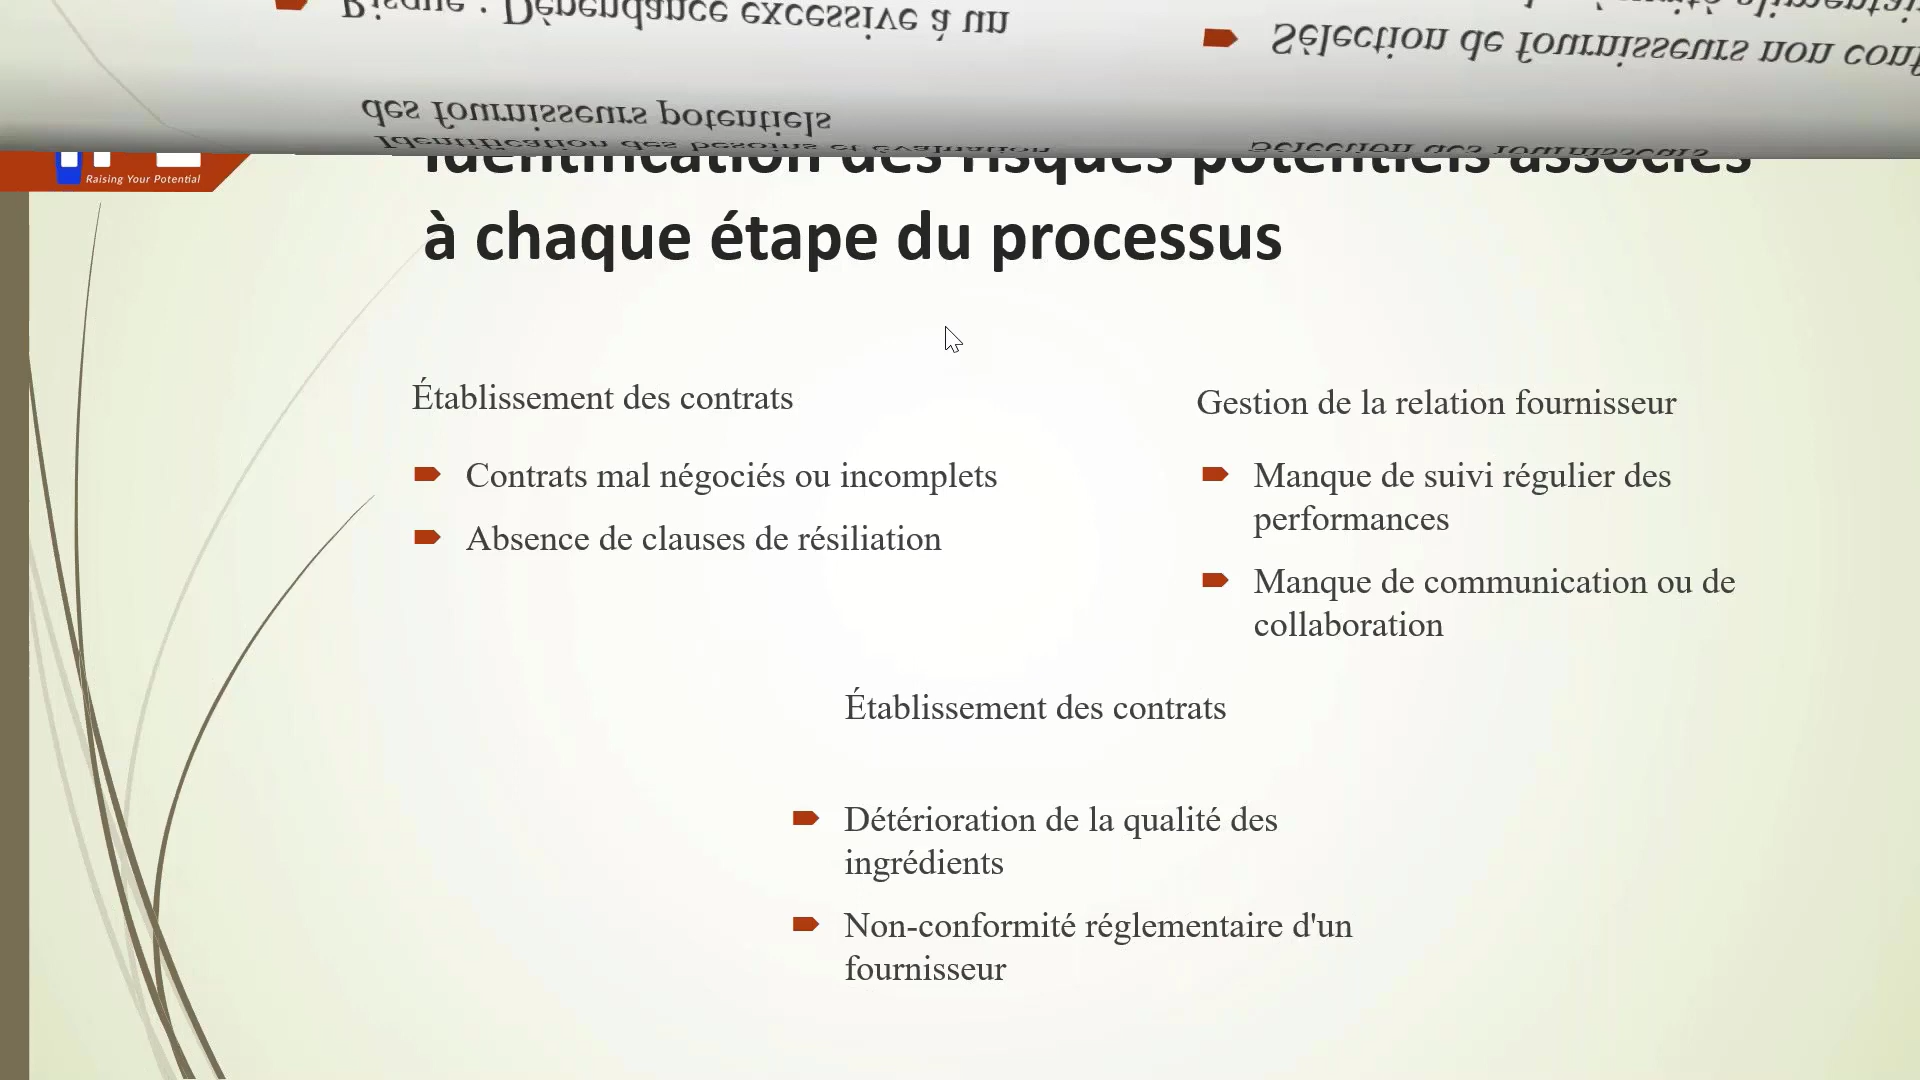 Risque : Dépendance excessive à un
Sélection de fournisseurs non
des fournisseurs potentiels
Identification des besoins et évaluation
Sélection des fournisseurs
Raising Your Potential
Identification des risques potentiels associés
à chaque étape du processus
Établissement des contrats
Contrats mal négociés ou incomplets
Absence de clauses de résiliation
Gestion de la relation fournisseur
Manque de suivi régulier des
performances
Manque de communication ou de
collaboration
Établissement des contrats
Détérioration de la qualité des
ingrédients
Non-conformité réglementaire d'un
fournisseur